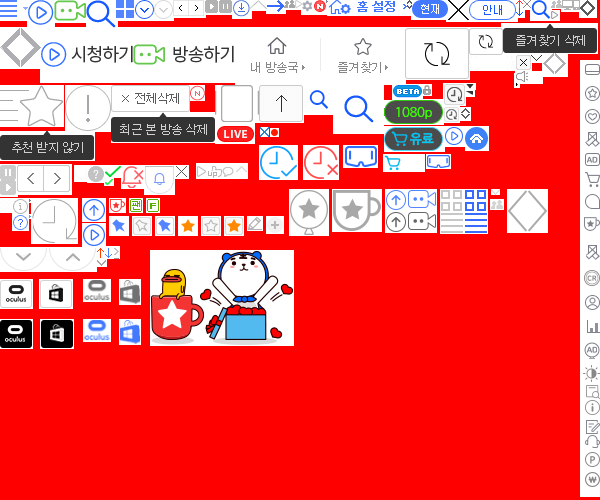 N
홈 설정
현재
안내
즐겨찾기 삭제
시청하기
방송하기
내 방송국
즐겨찾기
전체삭제
N
BETA
1080p
최근 본 방송 삭제
LIVE
유료
추천 받지 않기
AD
CR
F
oculus
oculus
oculus
oculus
AD
P
W